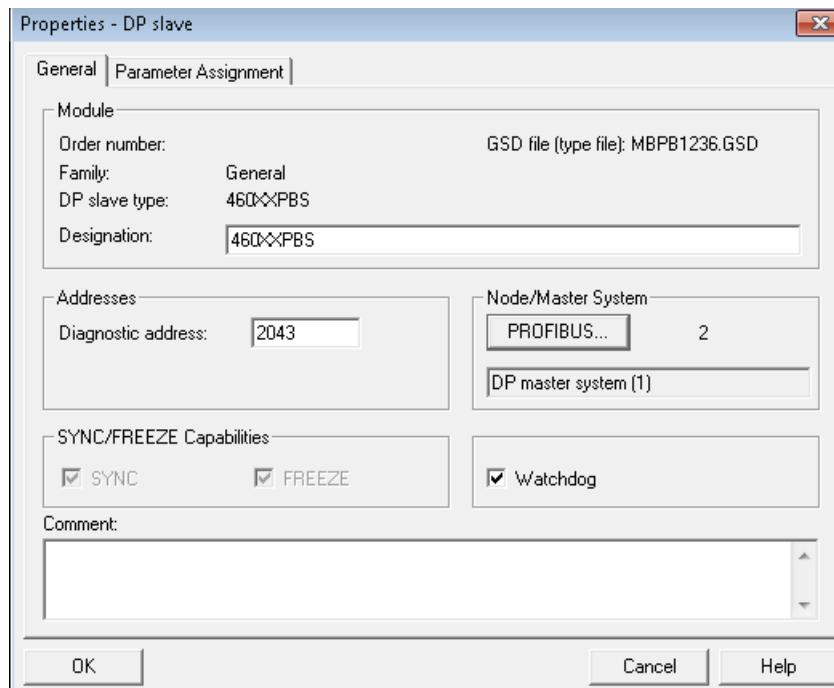 Properties - DP slave
General Parameter Assignment
Module
Order number: GSD file (type file): MBPB1236.GSD
Family: General
DP slave type: 460XXPBS
Designation: 460XXPBS
Addresses
Diagnostic address: 2043
Node/Master System
PROFIBUS... 2
DP master system (1)
SYNC/FREEZE Capabilities
SYNC FREEZE
Watchdog
Comment:
OK Cancel Help